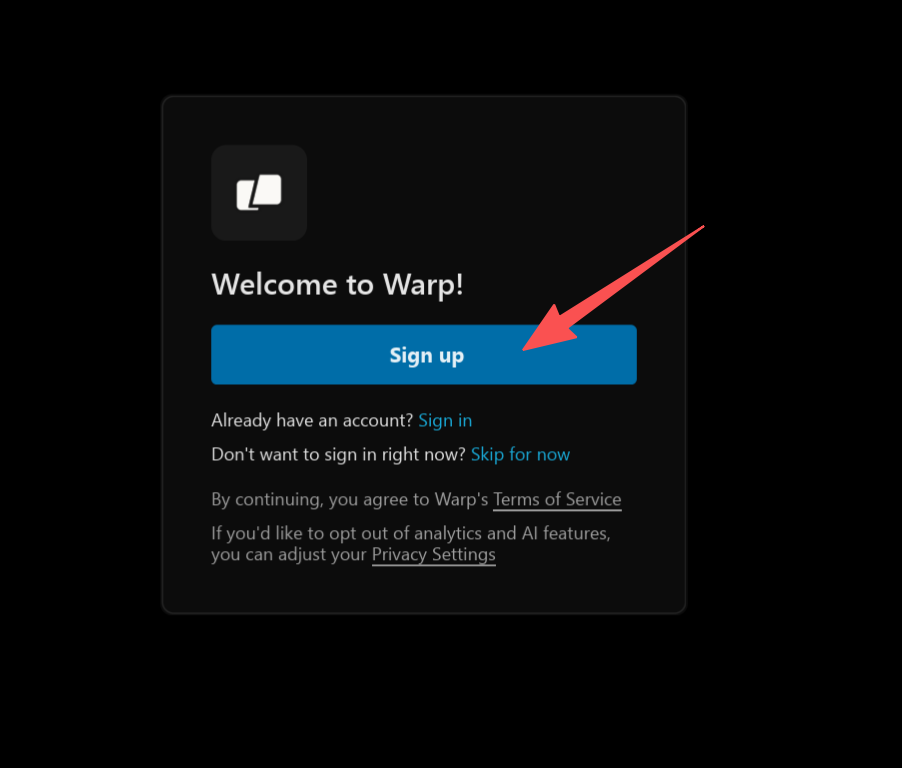 Welcome to Warp!
Sign up
Already have an account? Sign in
Don't want to sign in right now? Skip for now
By continuing, you agree to Warp's Terms of Service
If you'd like to opt out of analytics and AI features,
you can adjust your Privacy Settings